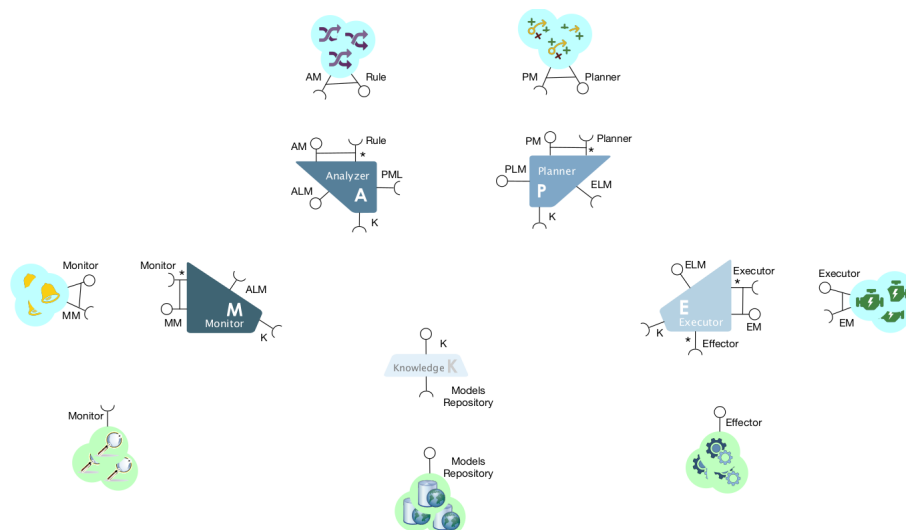 AM
Rule
PM
Planner
AM
Rule
*
Analyzer
A
PML
ALM
K
PM
Planner
*
PLM
Planner
P
ELM
K
Monitor
MM
Monitor
*
ALM
M
Monitor
MM
K
ELM
Executor
*
E
Executor
K
EM
*
Effector
Executor
EM
K
Knowledge K
Models
Repository
Monitor
Effector
Models
Repository